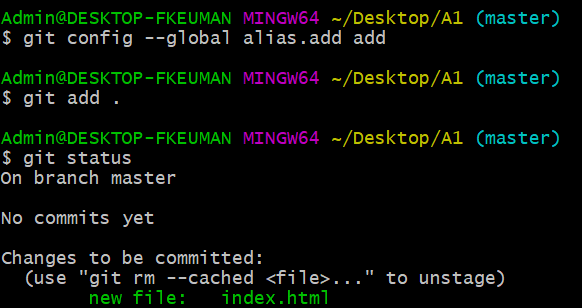 Admin@DESKTOP-FKEUMAN MINGW64 ~/Desktop/A1 (master)
$ git config --global alias.add add
Admin@DESKTOP-FKEUMAN MINGW64 ~/Desktop/A1 (master)
$ git add .
Admin@DESKTOP-FKEUMAN MINGW64 ~/Desktop/A1 (master)
$ git status
On branch master
No commits yet
Changes to be committed:
  (use "git rm --cached <file>..." to unstage)
        new file:   index.html